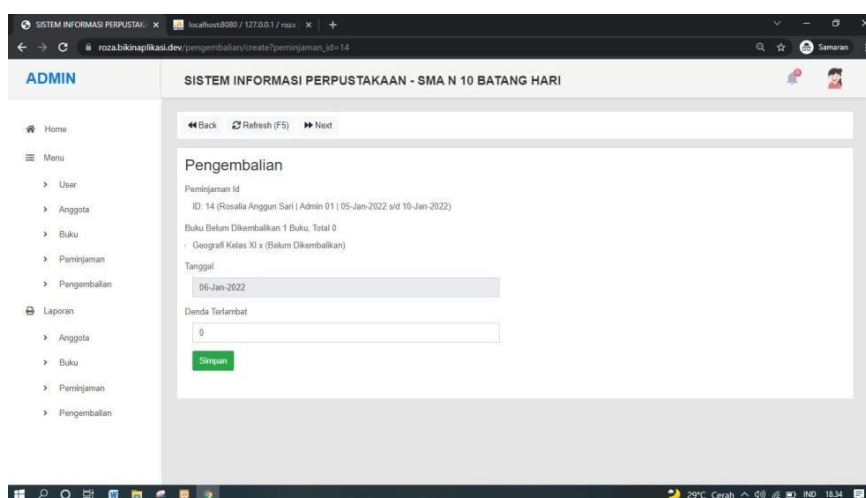 SISTEM INFORMASI PERPUSTAK
localhost:8080 / 127.0.0.1 / roza
roza.bikinaplikasi.dev/pengembalian/create?peminjaman_id=14
Samaran
ADMIN
SISTEM INFORMASI PERPUSTAKAAN - SMA N 10 BATANG HARI
0
Home
Menu
User
Anggota
Buku
Peminjaman
Pengembalian
Laporan
Anggota
Buku
Peminjaman
Pengembalian
Back Refresh (F5) Next
Pengembalian
Peminjaman Id
ID: 14 (Rosalia Anggun Sari | Admin 01 | 05-Jan-2022 s/d 10-Jan-2022)
Buku Belum Dikembalikan 1 Buku, Total 0
- Geografi Kelas XI x (Belum Dikembalikan)
Tanggal
06-Jan-2022
Denda Terlambat
0
Simpan
29°C Cerah IND 18.34